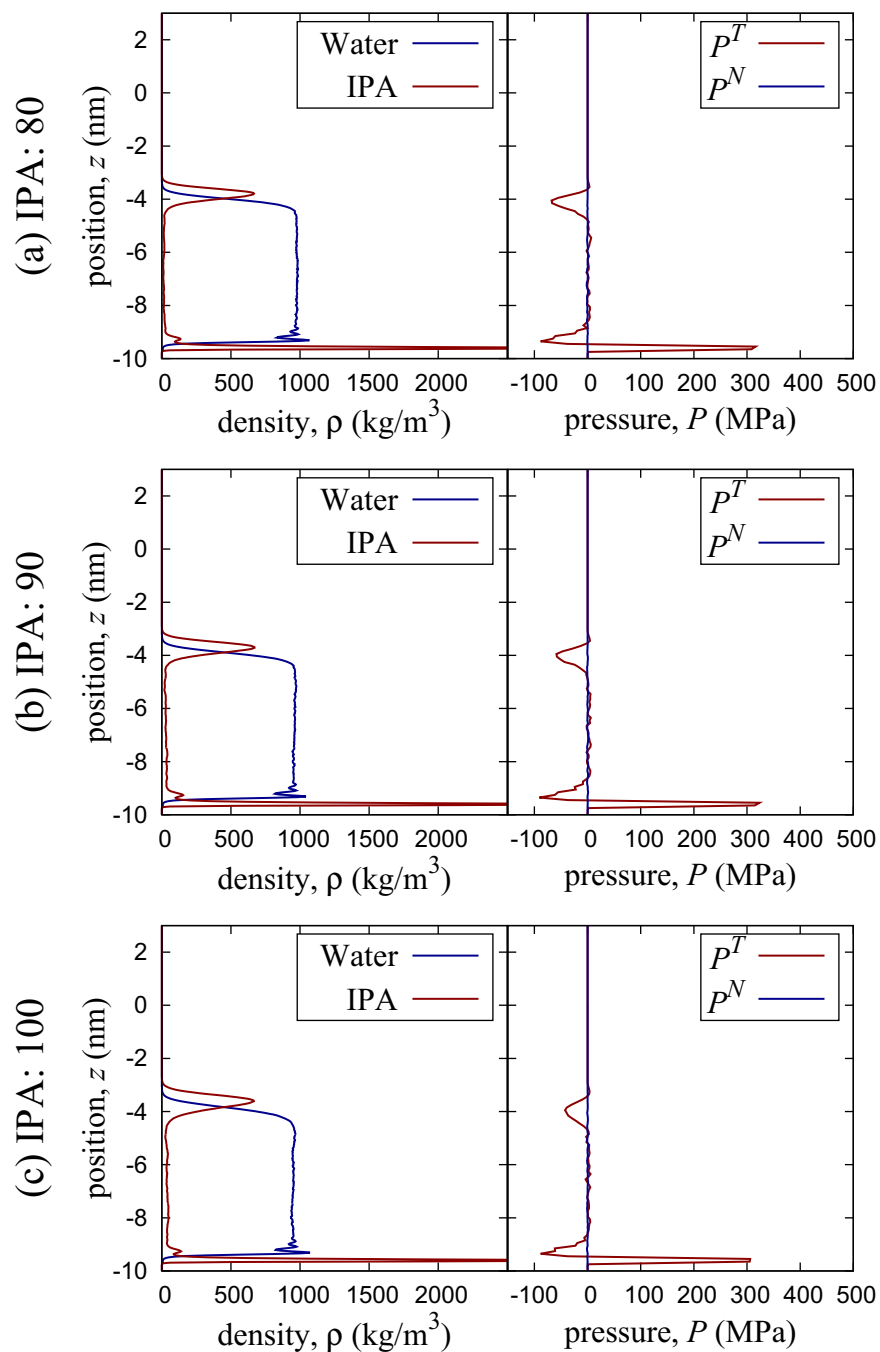 (a) IPA: 80
position, z (nm)
2
0
-2
-4
-6
-8
-10
Water
IPA
0 500 1000 1500 2000
density, ρ (kg/m³)
P^T
P^N
-100 0 100 200 300 400 500
pressure, P (MPa)
(b) IPA: 90
position, z (nm)
2
0
-2
-4
-6
-8
-10
Water
IPA
0 500 1000 1500 2000
density, ρ (kg/m³)
P^T
P^N
-100 0 100 200 300 400 500
pressure, P (MPa)
(c) IPA: 100
position, z (nm)
2
0
-2
-4
-6
-8
-10
Water
IPA
0 500 1000 1500 2000
density, ρ (kg/m³)
P^T
P^N
-100 0 100 200 300 400 500
pressure, P (MPa)